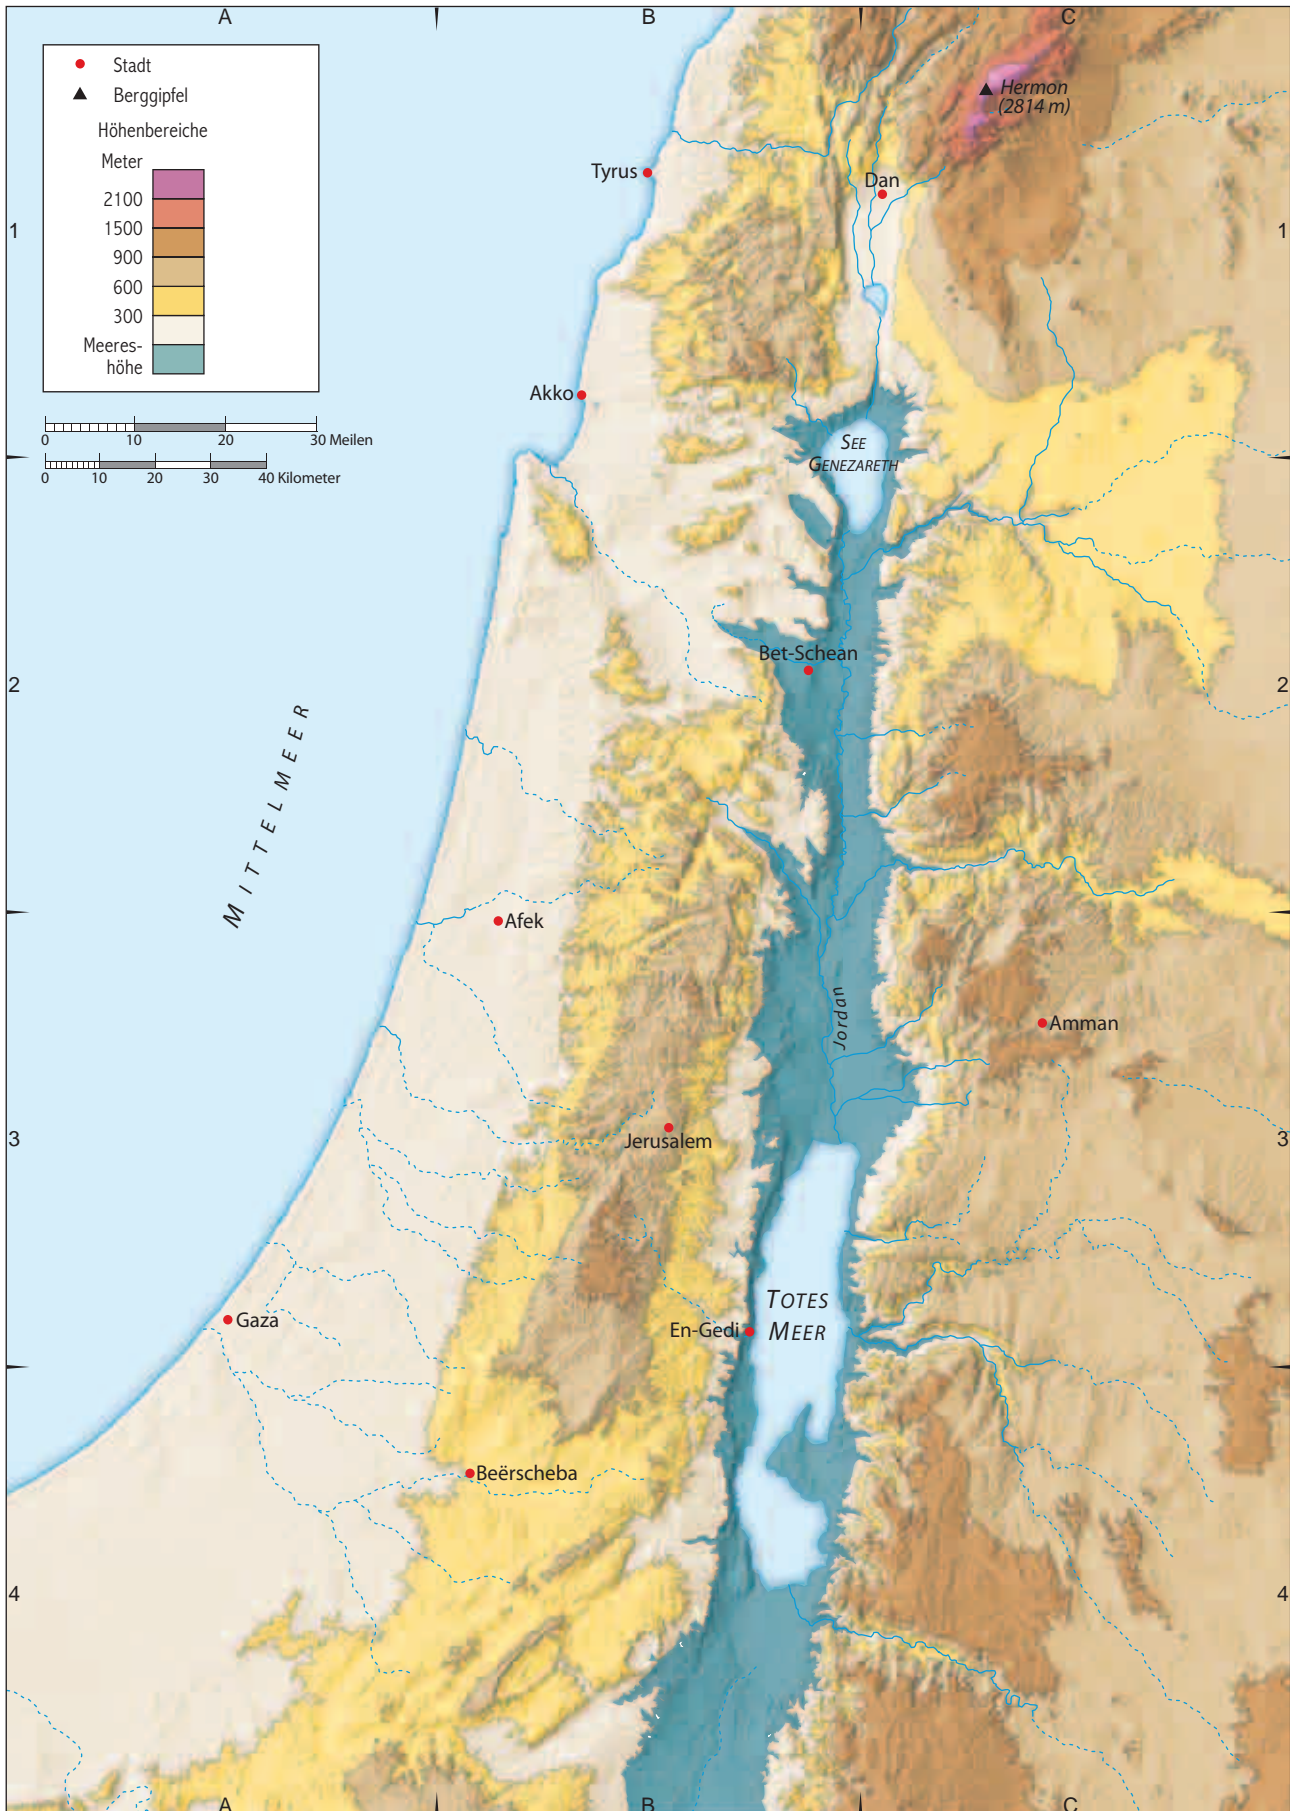 A B C
Stadt
Berggipfel
Höhenbereiche
Meter
2100
1500
900
600
300
Meeres-
höhe
0 10 20 30 Meilen
0 10 20 30 40 Kilometer
Hermon
(2814 m)
Tyrus
Dan
1 1
Akko
SEE
GENEZARETH
Bet-Schean
2 2
MITTELMEER
Afek
Jordan
Amman
Jerusalem
3 3
TOTES
MEER
Gaza
En-Gedi
Beërscheba
4 4
A B C